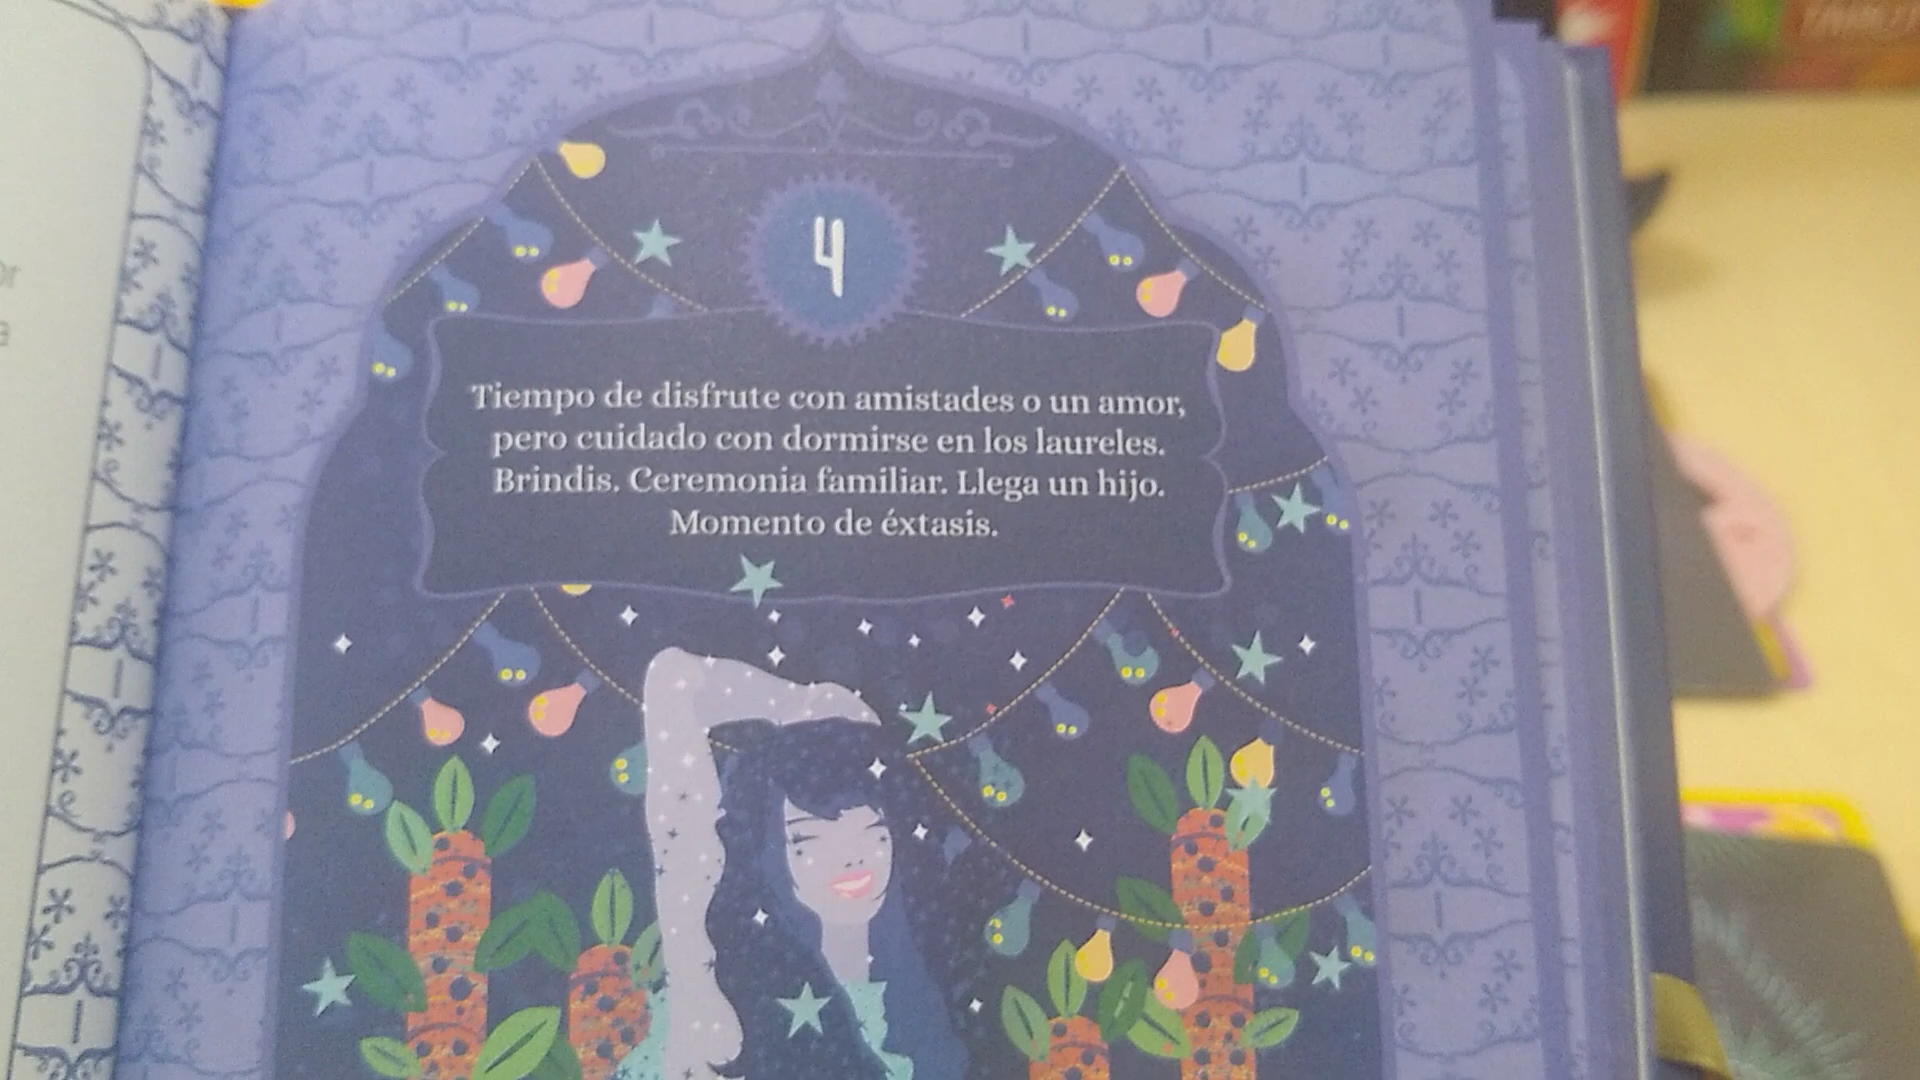 4
Tiempo de disfrute con amistades o un amor,
pero cuidado con dormirse en los laureles.
Brindis. Ceremonia familiar. Llega un hijo.
Momento de éxtasis.